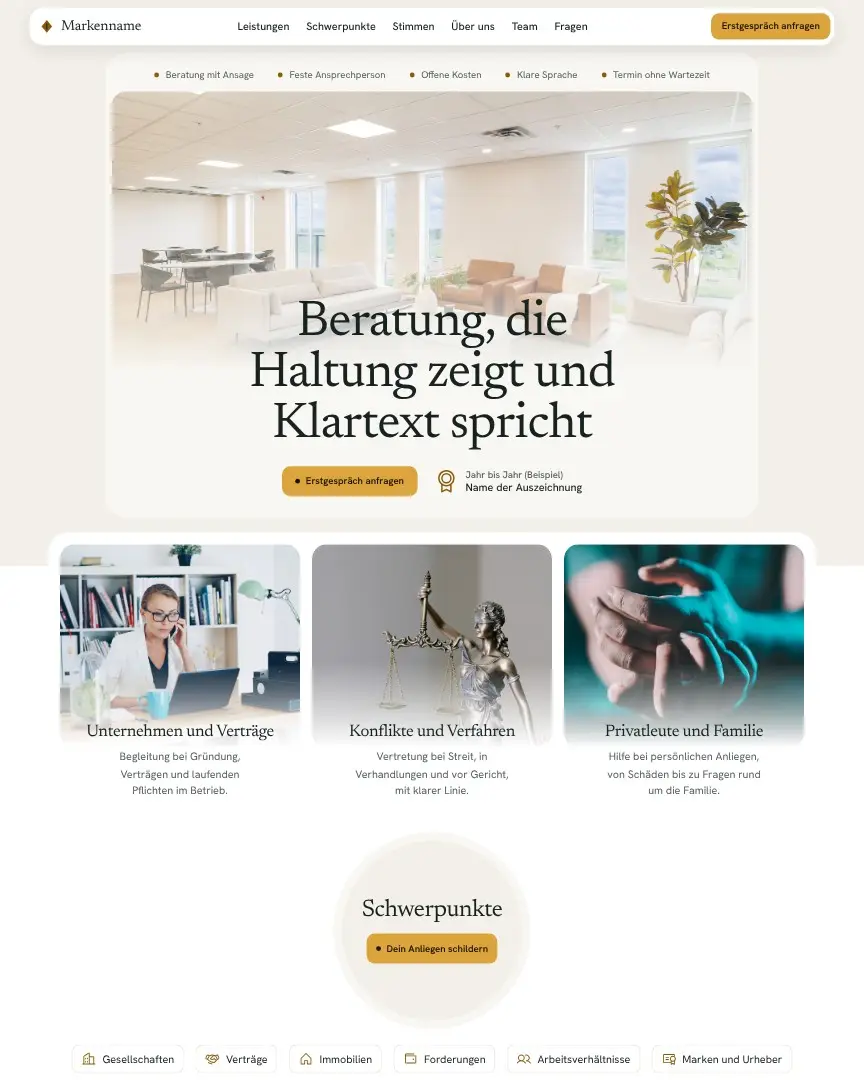 Markenname
Leistungen Schwerpunkte Stimmen Über uns Team Fragen
Erstgespräch anfragen
Beratung mit Ansage Feste Ansprechperson Offene Kosten Klare Sprache Termin ohne Wartezeit
Beratung, die
Haltung zeigt und
Klartext spricht
Erstgespräch anfragen
Jahr bis Jahr (Beispiel)
Name der Auszeichnung
Unternehmen und Verträge
Begleitung bei Gründung,
Verträgen und laufenden
Pflichten im Betrieb.
Konflikte und Verfahren
Vertretung bei Streit, in
Verhandlungen und vor Gericht,
mit klarer Linie.
Privatleute und Familie
Hilfe bei persönlichen Anliegen,
von Schäden bis zu Fragen rund
um die Familie.
Schwerpunkte
Dein Anliegen schildern
Gesellschaften Verträge Immobilien Forderungen Arbeitsverhältnisse Marken und Urheber